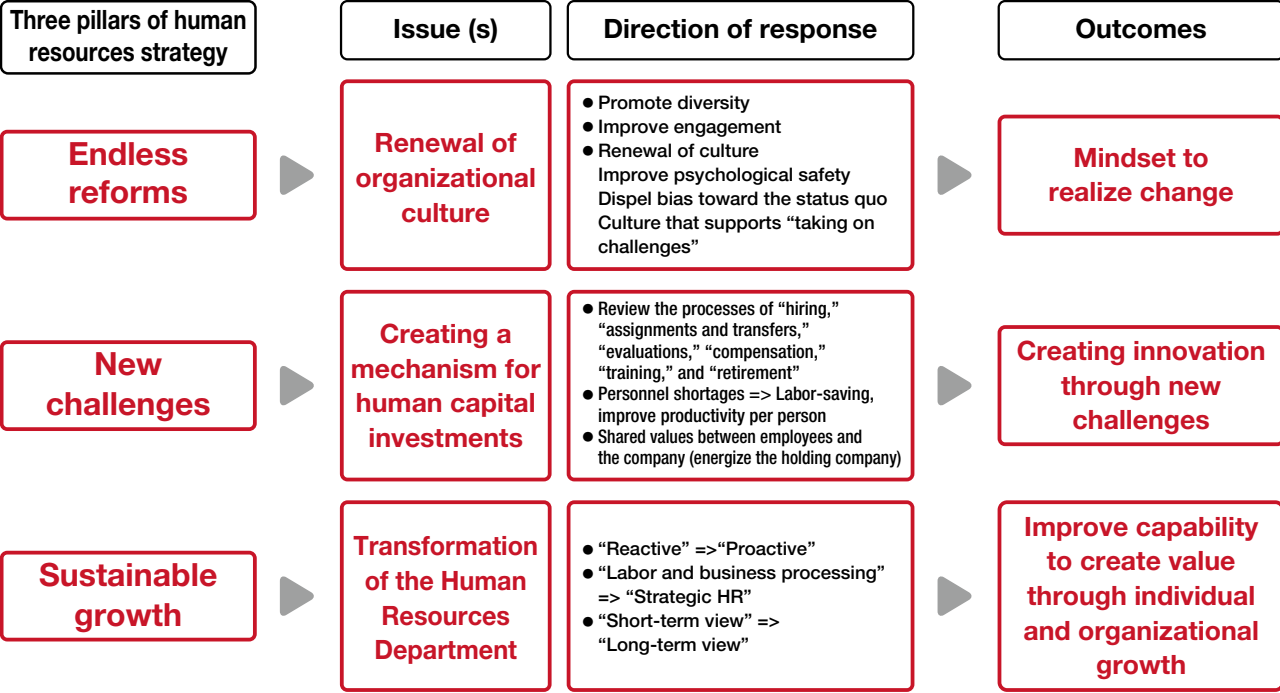 Three pillars of human
resources strategy
Issue (s)
Direction of response
Outcomes
Endless
reforms
Renewal of
organizational
culture
● Promote diversity
● Improve engagement
● Renewal of culture
Improve psychological safety
Dispel bias toward the status quo
Culture that supports “taking on
challenges”
Mindset to
realize change
New
challenges
Creating a
mechanism for
human capital
investments
● Review the processes of “hiring,”
“assignments and transfers,”
“evaluations,” “compensation,”
“training,” and “retirement”
● Personnel shortages => Labor-saving,
improve productivity per person
● Shared values between employees and
the company (energize the holding company)
Creating innovation
through new
challenges
Sustainable
growth
Transformation
of the Human
Resources
Department
● “Reactive” =>“Proactive”
● “Labor and business processing”
=> “Strategic HR”
● “Short-term view” =>
“Long-term view”
Improve capability
to create value
through individual
and organizational
growth